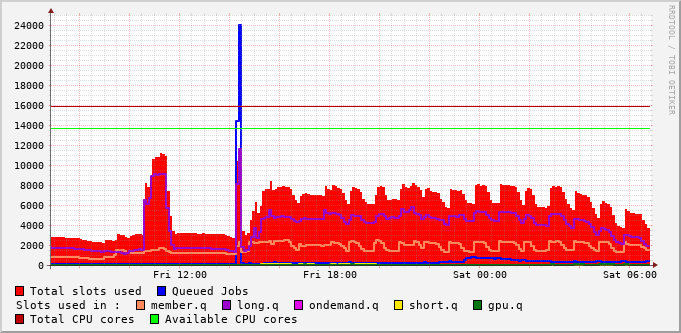 24000
22000
20000
18000
16000
14000
12000
10000
8000
6000
4000
2000
0
Fri 12:00 Fri 18:00 Sat 00:00 Sat 06:00
RRDTOOL / TOBI OETIKER
Total slots used Queued Jobs
Slots used in : member.q long.q ondemand.q short.q gpu.q
Total CPU cores Available CPU cores